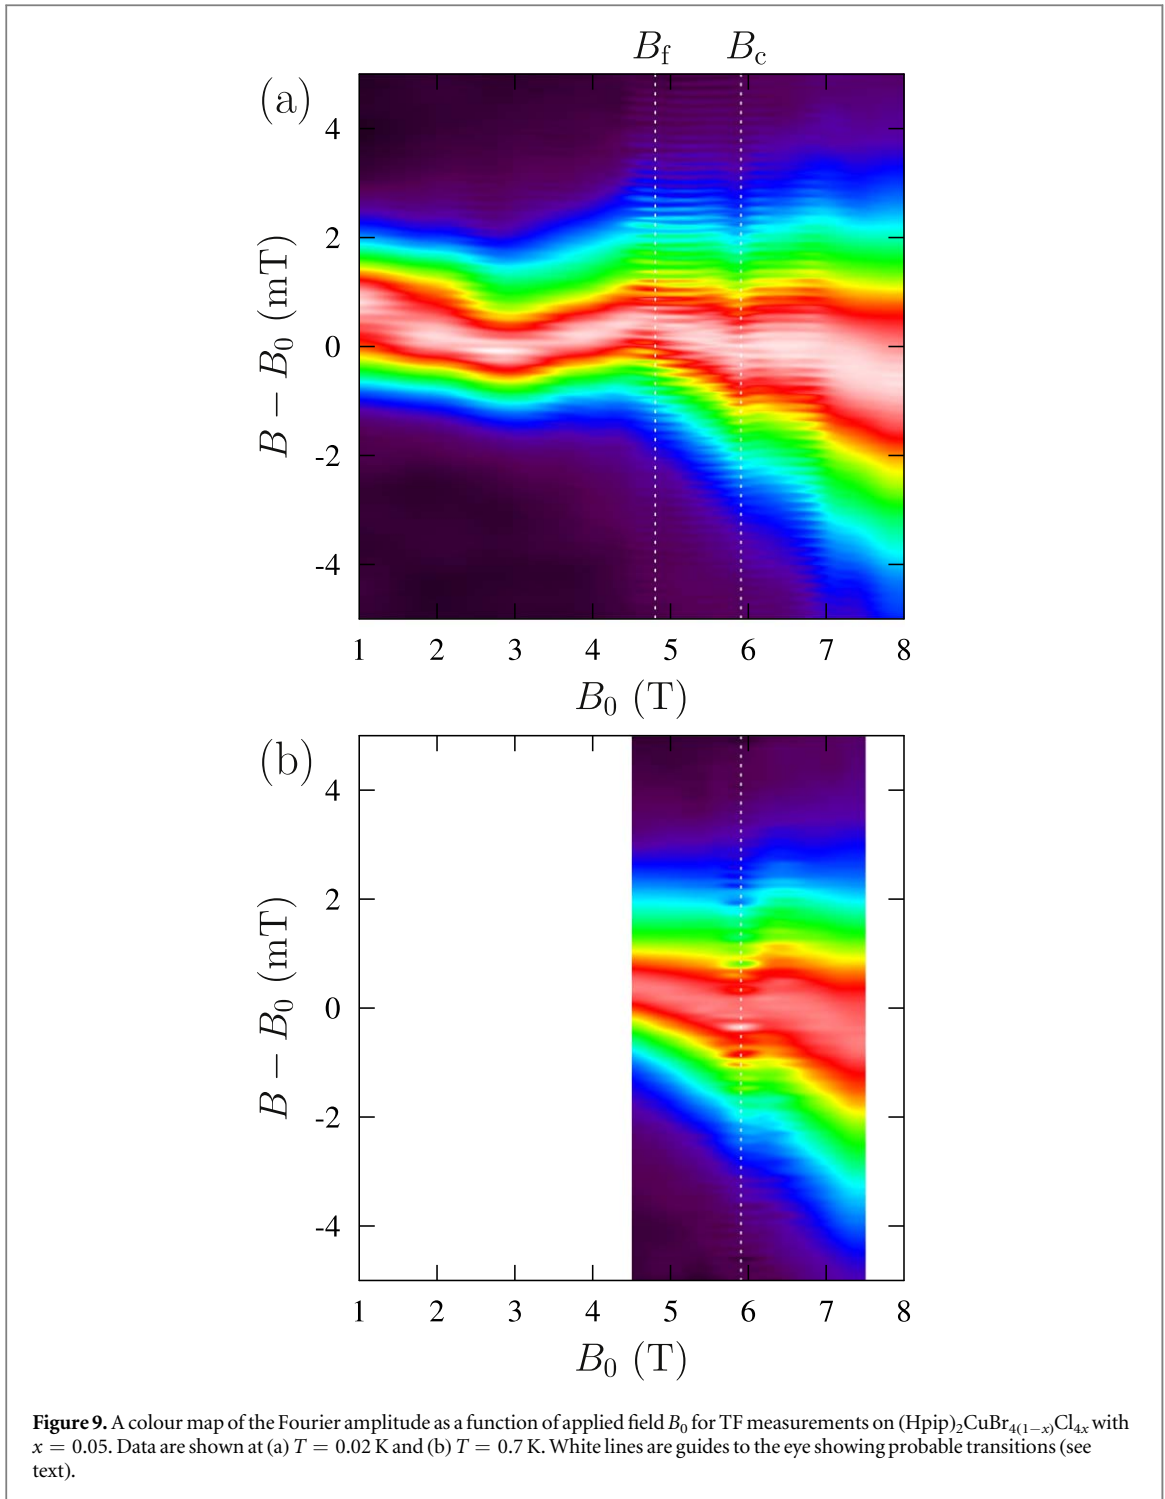 B_f B_c
(a)
4
2
0
-2
-4
B − B_0 (mT)
1 2 3 4 5 6 7 8
B_0 (T)
(b)
4
2
0
-2
-4
B − B_0 (mT)
1 2 3 4 5 6 7 8
B_0 (T)
Figure 9. A colour map of the Fourier amplitude as a function of applied field B_0 for TF measurements on (Hpip)_2CuBr_{4(1−x)}Cl_{4x} with
x = 0.05. Data are shown at (a) T = 0.02 K and (b) T = 0.7 K. White lines are guides to the eye showing probable transitions (see
text).